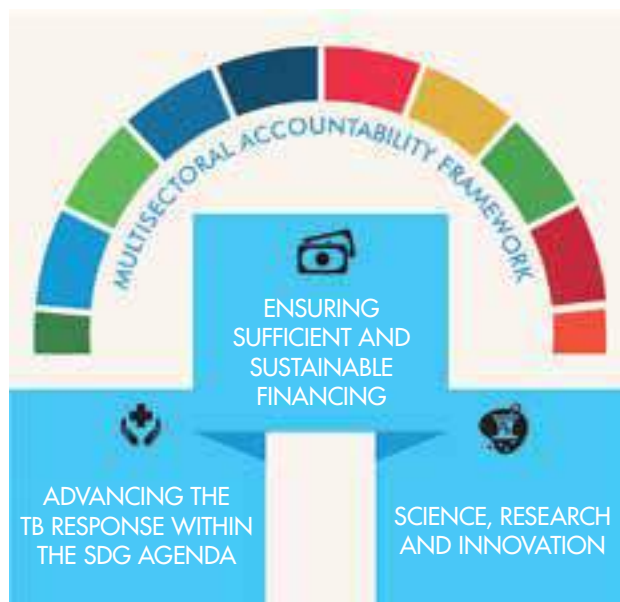 MULTISECTORAL ACCOUNTABILITY FRAMEWORK
ENSURING
SUFFICIENT AND
SUSTAINABLE
FINANCING
ADVANCING THE
TB RESPONSE WITHIN
THE SDG AGENDA
SCIENCE, RESEARCH
AND INNOVATION